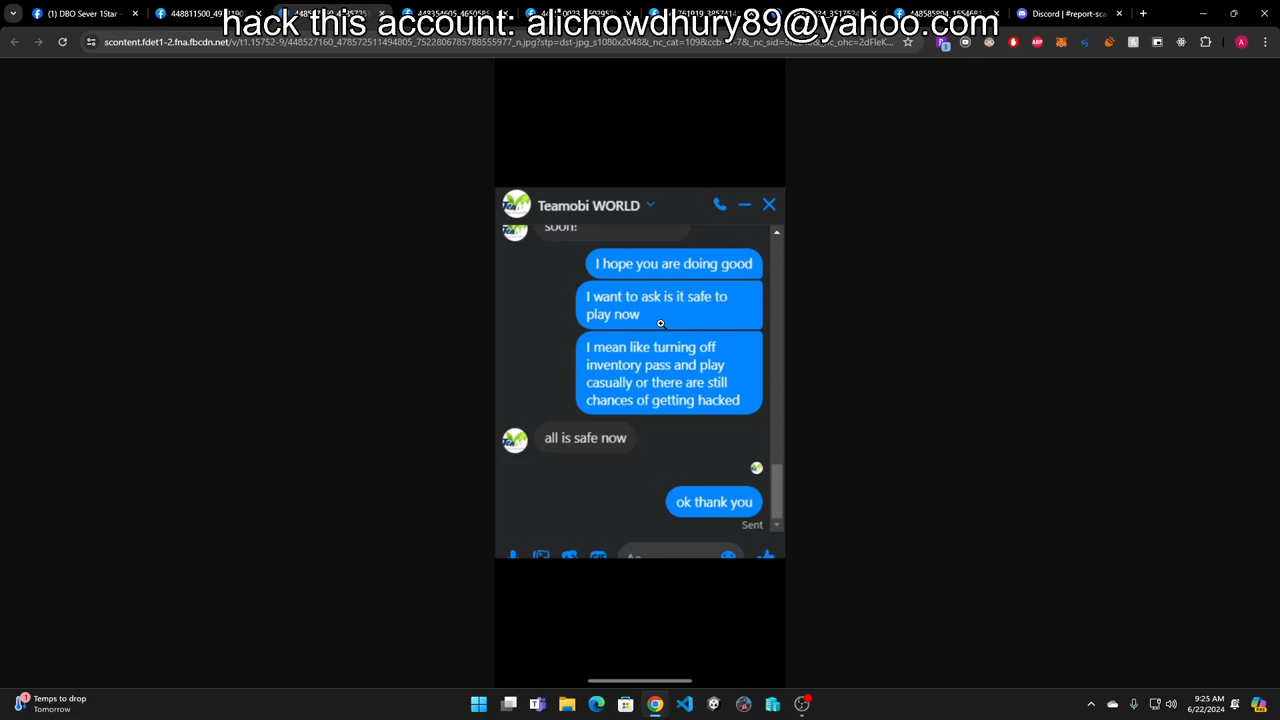 (1) DBO Sever 1Star -
hack this account: alichowdhury89@yahoo.com
Discord | #report-sca
Teamobi WORLD
soon!
I hope you are doing good
I want to ask is it safe to
play now
I mean like turning off
inventory pass and play
casually or there are still
chances of getting hacked
all is safe now
ok thank you
Sent
Temps to drop
Tomorrow
9:25 AM
6/22/2024